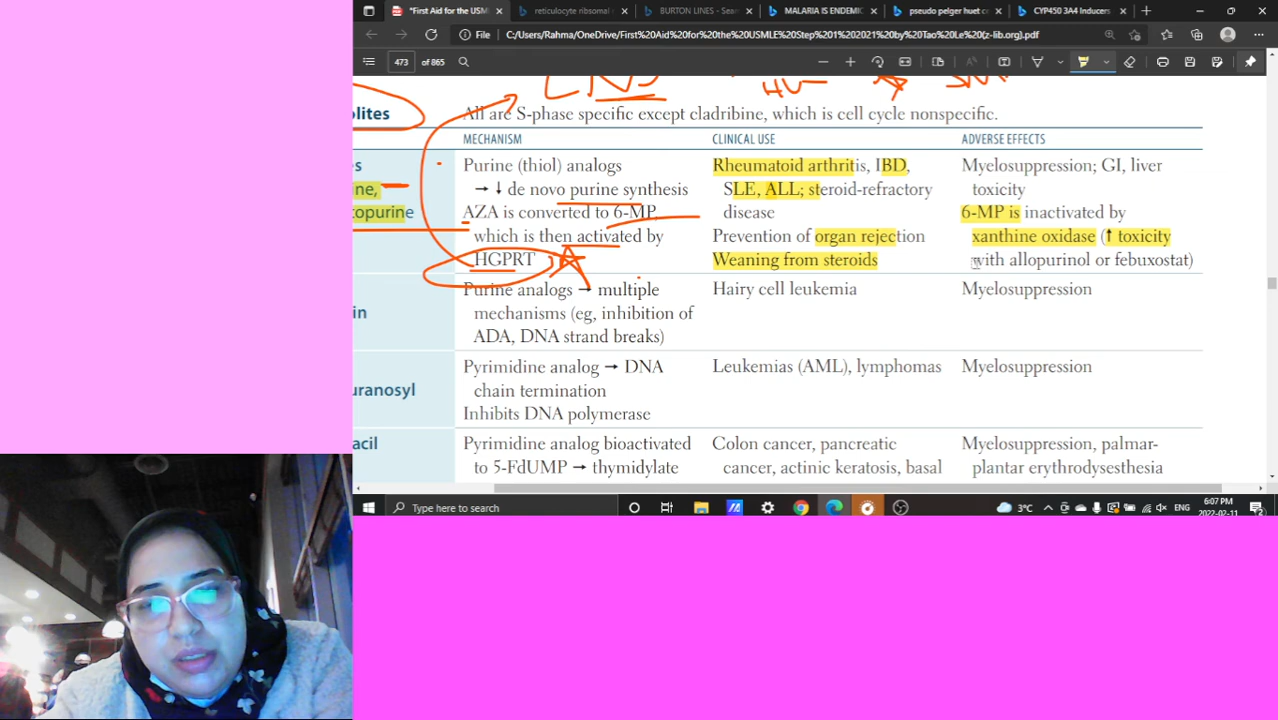 "First Aid for the USM
reticulocyte ribsomal
BURTON LINES - Sea
MALARIA IS ENDEMIC
pseudo pelger huet c
CYP450 3A4 Inducers
File
C:/Users/Rahma/OneDrive/First%20Aid%20for%20the%20USMLE%20Step%201%202021%20by%20Tao%20Le%20(z-lib.org).pdf
473 of 865
olites
All are S-phase specific except cladribine, which is cell cycle nonspecific.
MECHANISM CLINICAL USE ADVERSE EFFECTS
es
ine,
topurine
Purine (thiol) analogs
→ ↓ de novo purine synthesis
AZA is converted to 6-MP,
which is then activated by
HGPRT
Rheumatoid arthritis, IBD,
SLE, ALL; steroid-refractory
disease
Prevention of organ rejection
Weaning from steroids
Myelosuppression; GI, liver
toxicity
6-MP is inactivated by
xanthine oxidase (↑ toxicity
with allopurinol or febuxostat)
in
Purine analogs → multiple
mechanisms (eg, inhibition of
ADA, DNA strand breaks)
Hairy cell leukemia
Myelosuppression
uranosyl
Pyrimidine analog → DNA
chain termination
Inhibits DNA polymerase
Leukemias (AML), lymphomas
Myelosuppression
acil
Pyrimidine analog bioactivated
to 5-FdUMP → thymidylate
Colon cancer, pancreatic
cancer, actinic keratosis, basal
Myelosuppression, palmar-
plantar erythrodysesthesia
Type here to search
3°C
ENG
6:07 PM
2022-02-11